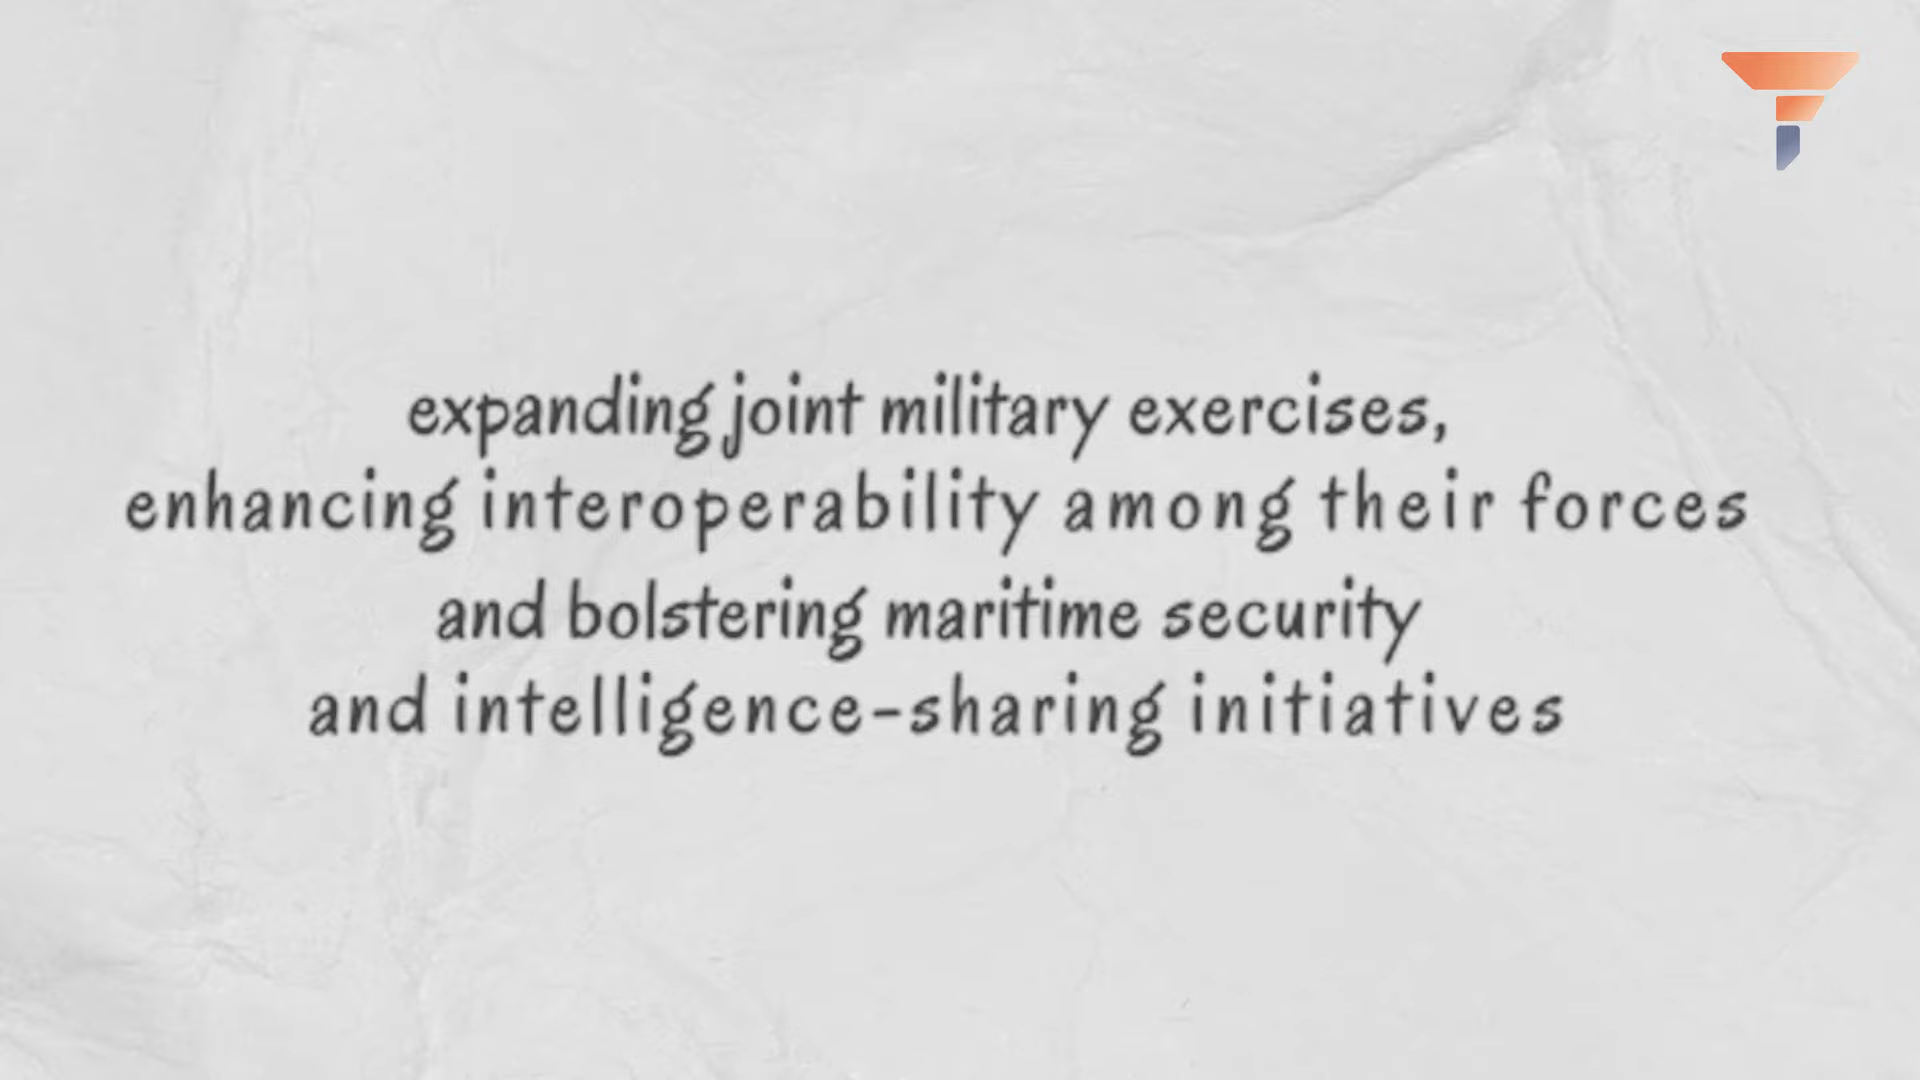 expanding joint military exercises,
enhancing interoperability among their forces
and bolstering maritime security
and intelligence-sharing initiatives